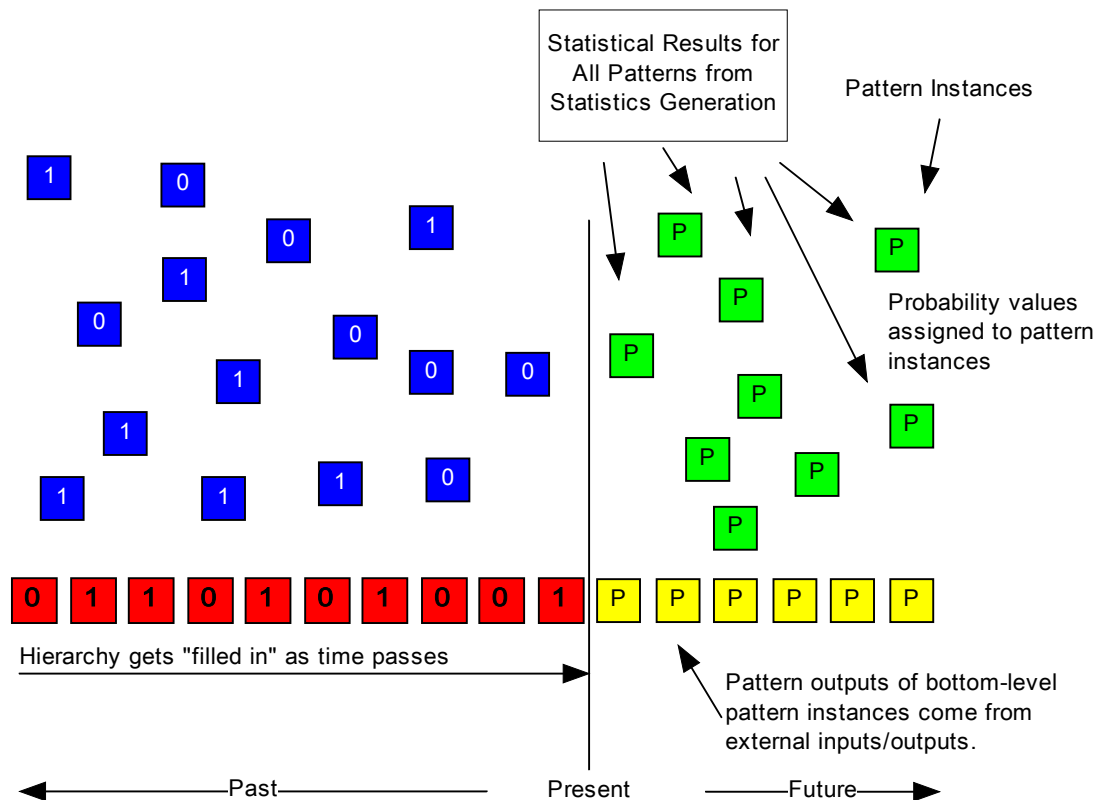 Statistical Results for
All Patterns from
Statistics Generation
Pattern Instances
1
0
0
1
1
0
0
1
0
0
1
1
1
1
0
P
P
P
P
Probability values
assigned to pattern
instances
P
P
P
P
P
0 1 1 0 1 0 1 0 0 1 P P P P P P
Hierarchy gets "filled in" as time passes
Pattern outputs of bottom-level
pattern instances come from
external inputs/outputs.
Past Present Future